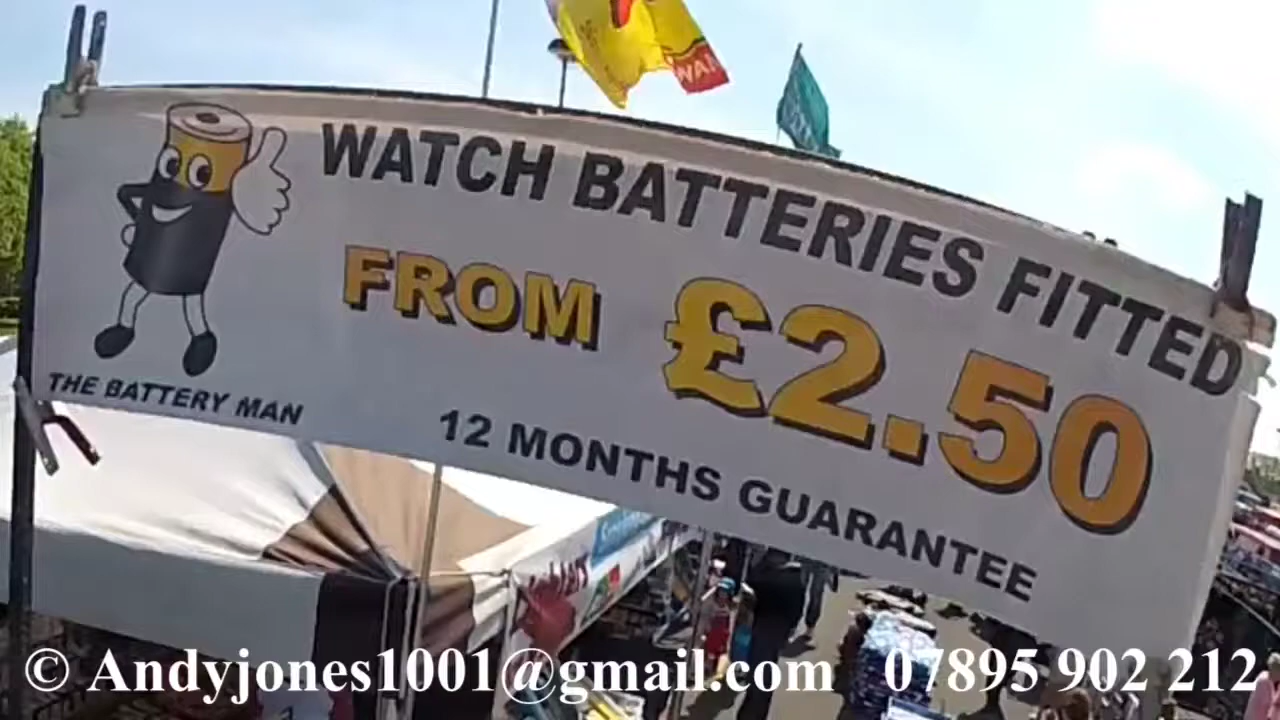 WATCH BATTERIES FITTED
FROM £2.50
THE BATTERY MAN
12 MONTHS GUARANTEE
© Andyjones1001@gmail.com 07895 902 212